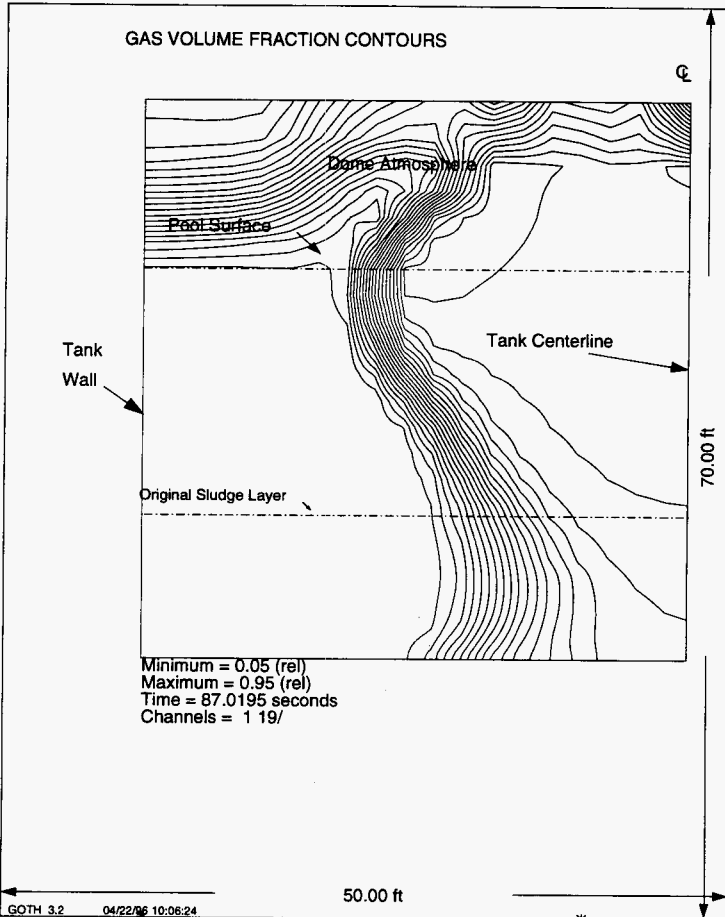 GAS VOLUME FRACTION CONTOURS
℄
Dome Atmosphera
Pool Surface
Tank Centerline
Tank
Wall
70.00 ft
Original Sludge Layer
Minimum = 0.05 (rel)
Maximum = 0.95 (rel)
Time = 87.0195 seconds
Channels = 1 19/
50.00 ft
GOTH 3.2 04/22/96 10:06:24